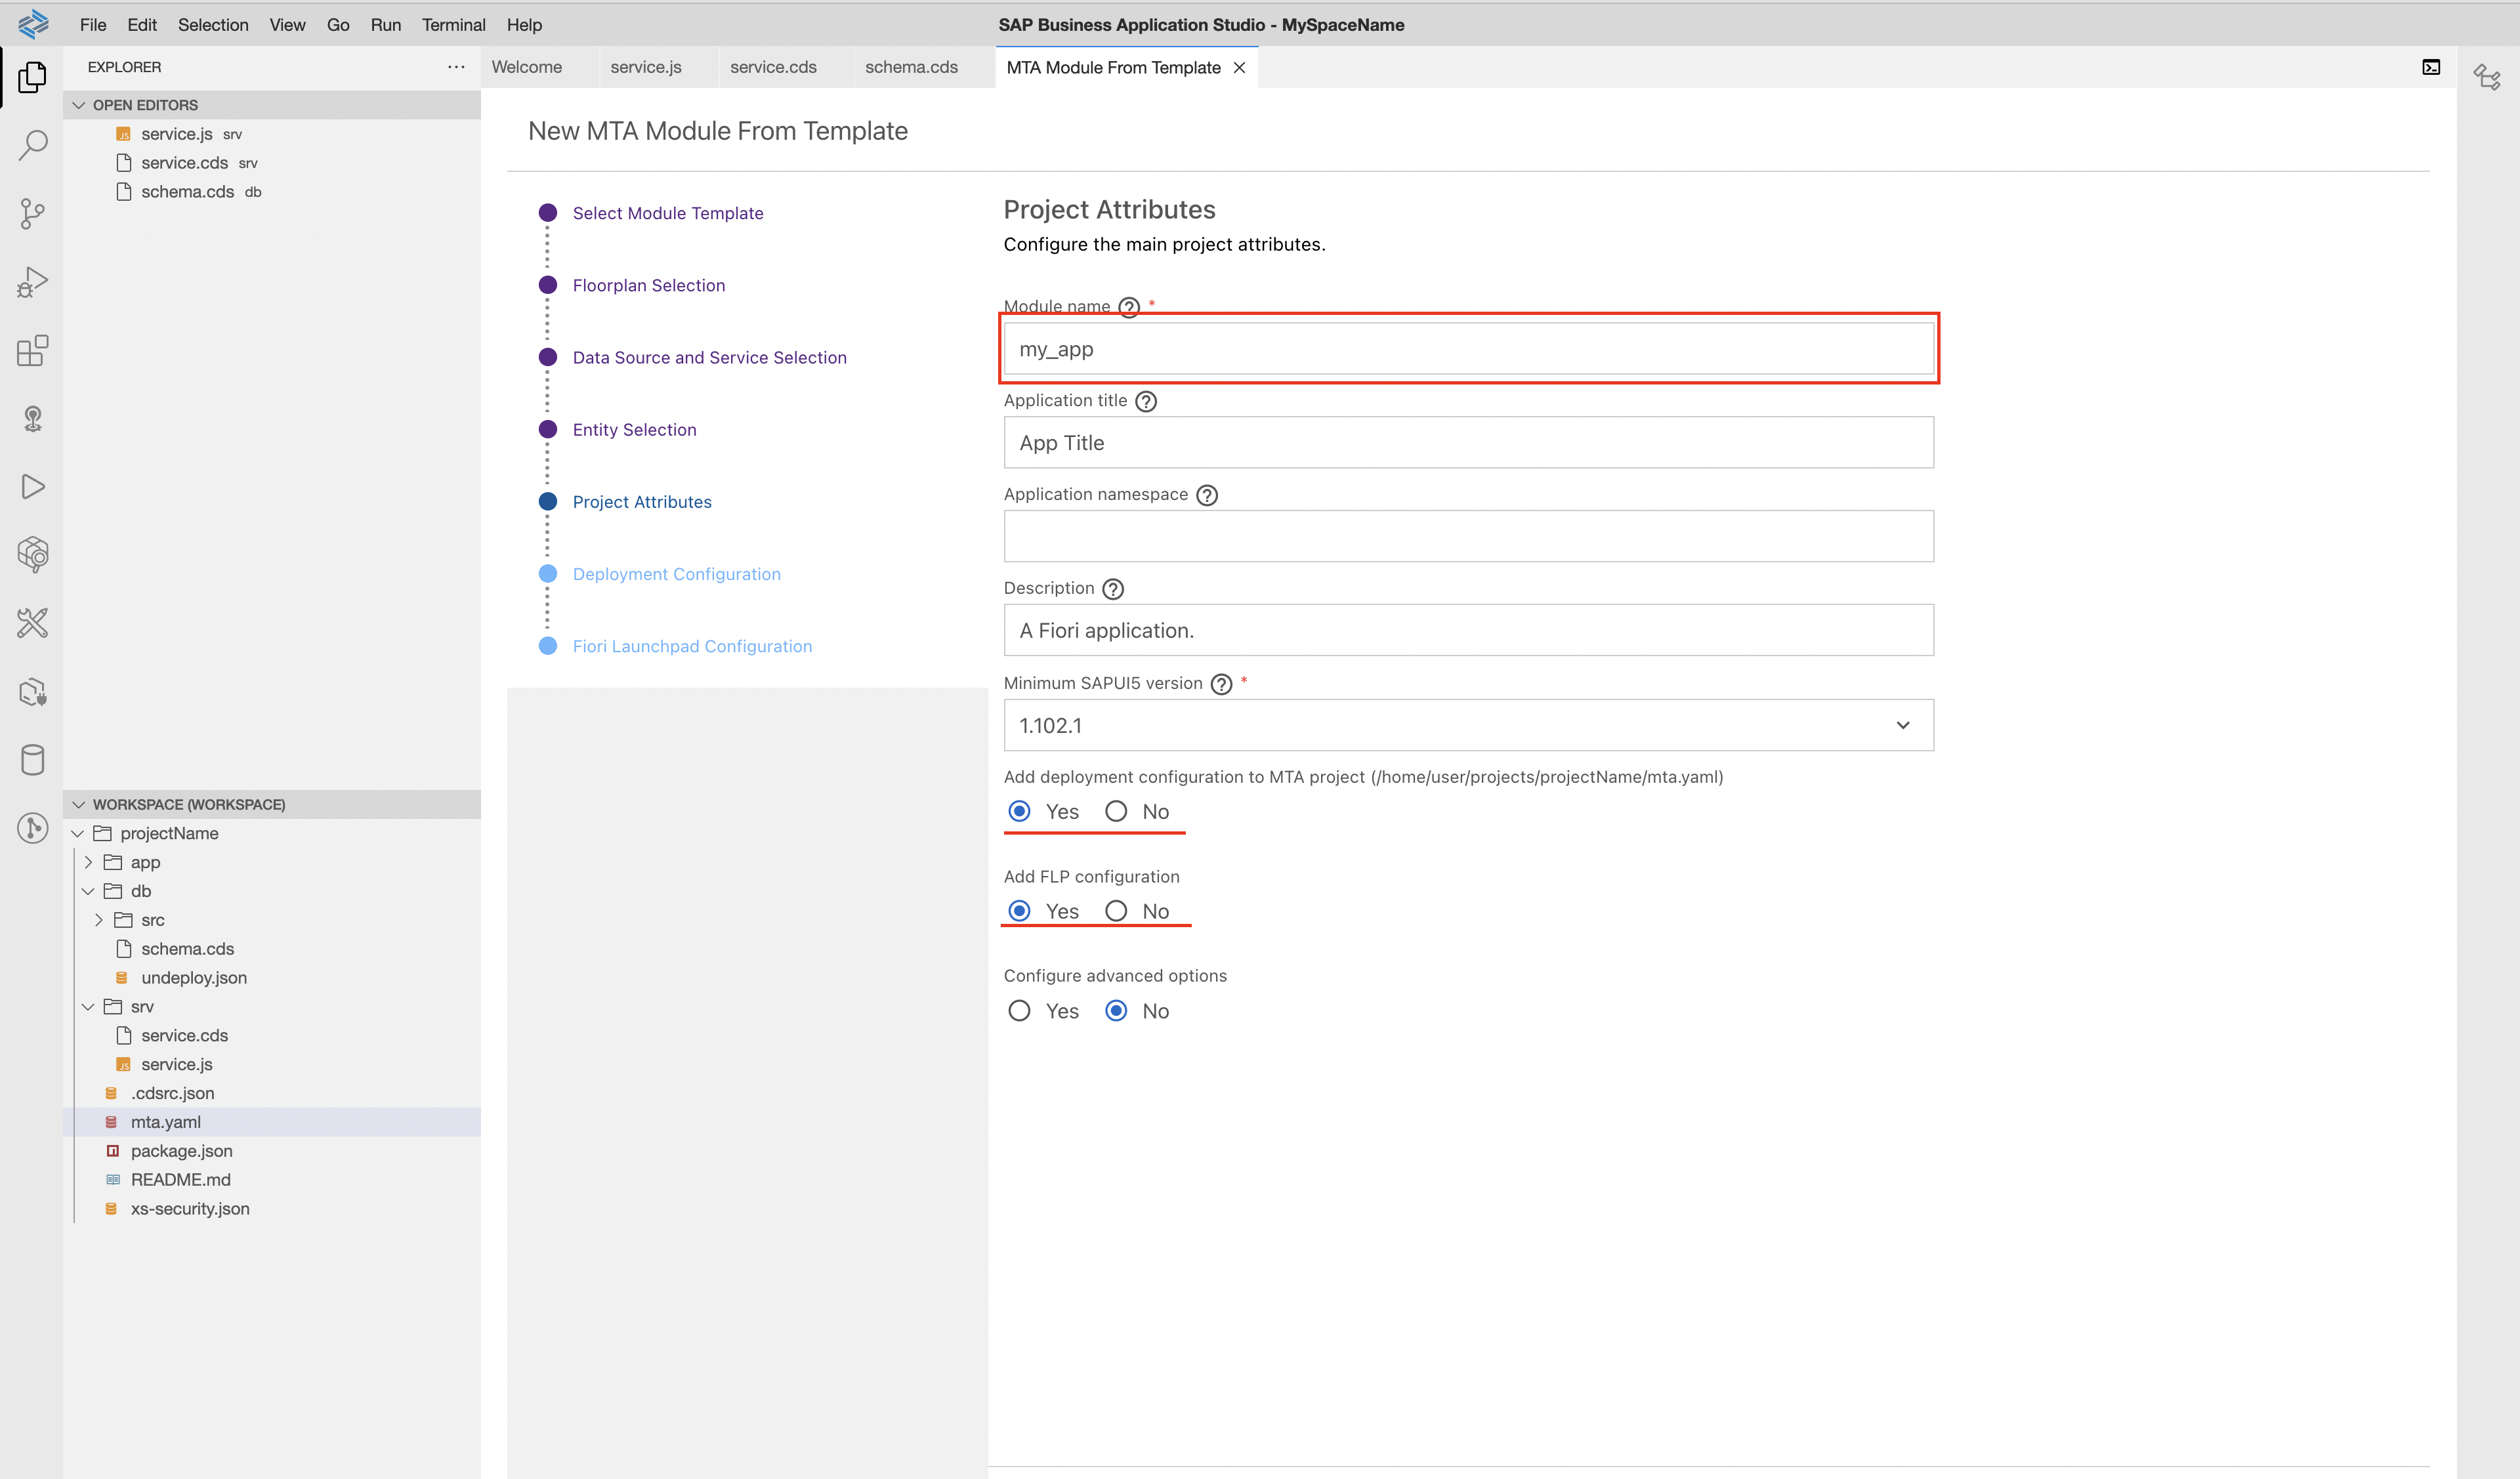 File Edit Selection View Go Run Terminal Help
SAP Business Application Studio - MySpaceName
EXPLORER
OPEN EDITORS
service.js srv
service.cds srv
schema.cds db
WORKSPACE (WORKSPACE)
projectName
app
db
src
schema.cds
undeploy.json
srv
service.cds
JS service.js
.cdsrc.json
mta.yaml
package.json
README.md
xs-security.json
Welcome service.js service.cds schema.cds MTA Module From Template
New MTA Module From Template
Select Module Template
Floorplan Selection
Data Source and Service Selection
Entity Selection
Project Attributes
Deployment Configuration
Fiori Launchpad Configuration
Project Attributes
Configure the main project attributes.
Module name ? *
my_app
Application title ?
App Title
Application namespace ?
Description ?
A Fiori application.
Minimum SAPUI5 version ? *
1.102.1
Add deployment configuration to MTA project (/home/user/projects/projectName/mta.yaml)
Yes No
Add FLP configuration
Yes No
Configure advanced options
Yes No